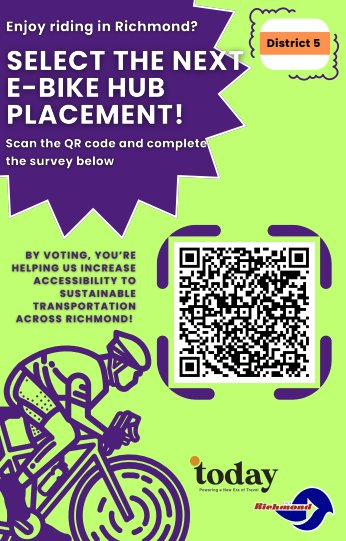 Enjoy riding in Richmond?
SELECT THE NEXT
E-BIKE HUB
PLACEMENT!
Scan the QR code and complete
the survey below
District 5
BY VOTING, YOU'RE
HELPING US INCREASE
ACCESSIBILITY TO
SUSTAINABLE
TRANSPORTATION
ACROSS RICHMOND!
today
Powering a New Era of Travel
Richmond